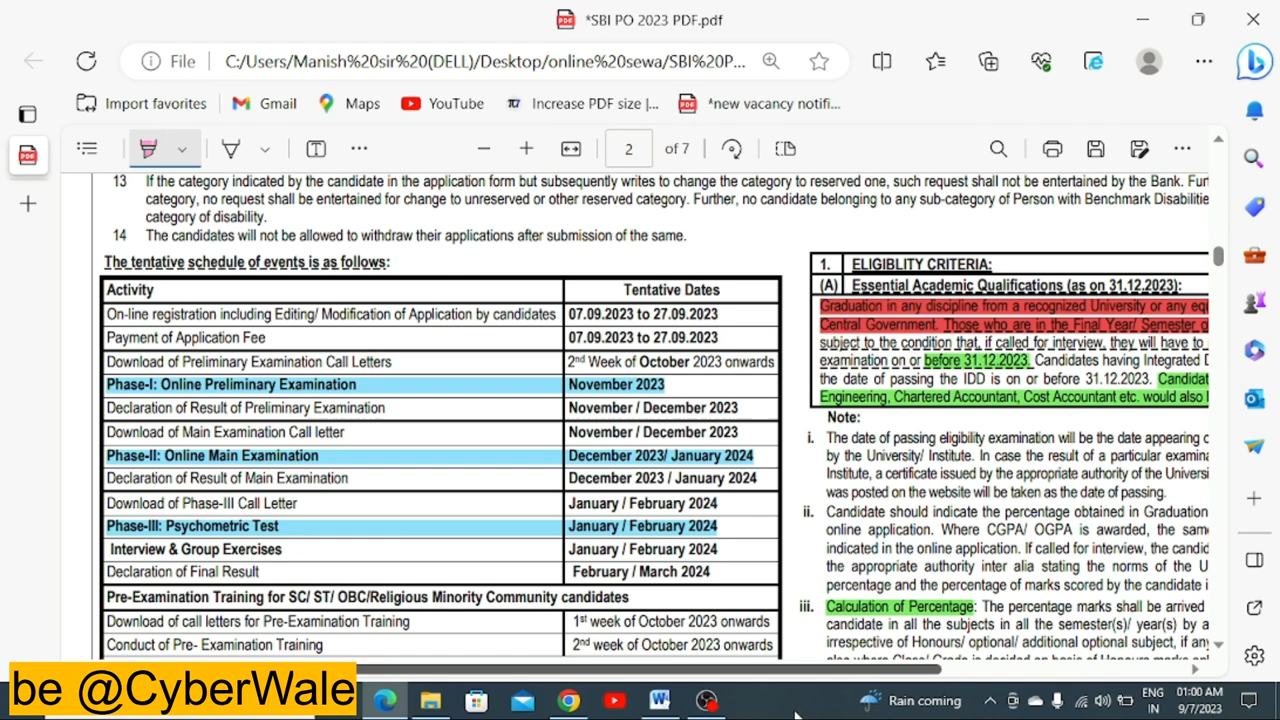 *SBI PO 2023 PDF.pdf
File C:/Users/Manish%20sir%20(DELL)/Desktop/online%20sewa/SBI%20P...
Import favorites Gmail Maps YouTube Increase PDF size |... *new vacancy notifi...
2 of 7
13 If the category indicated by the candidate in the application form but subsequently writes to change the category to reserved one, such request shall not be entertained by the Bank. Fur
category, no request shall be entertained for change to unreserved or other reserved category. Further, no candidate belonging to any sub-category of Person with Benchmark Disabilitie
category of disability.
14 The candidates will not be allowed to withdraw their applications after submission of the same.
The tentative schedule of events is as follows:
Activity Tentative Dates
On-line registration including Editing/ Modification of Application by candidates 07.09.2023 to 27.09.2023
Payment of Application Fee 07.09.2023 to 27.09.2023
Download of Preliminary Examination Call Letters 2nd Week of October 2023 onwards
Phase-I: Online Preliminary Examination November 2023
Declaration of Result of Preliminary Examination November / December 2023
Download of Main Examination Call letter November / December 2023
Phase-II: Online Main Examination December 2023/ January 2024
Declaration of Result of Main Examination December 2023 / January 2024
Download of Phase-III Call Letter January / February 2024
Phase-III: Psychometric Test January / February 2024
Interview & Group Exercises January / February 2024
Declaration of Final Result February / March 2024
Pre-Examination Training for SC/ ST/ OBC/Religious Minority Community candidates
Download of call letters for Pre-Examination Training 1st week of October 2023 onwards
Conduct of Pre- Examination Training 2nd week of October 2023 onwards
1. ELIGIBLITY CRITERIA:
(A) Essential Academic Qualifications (as on 31.12.2023):
Graduation in any discipline from a recognized University or any equ
Central Government. Those who are in the Final Year/ Semester o
subject to the condition that, if called for interview, they will have to
examination on or before 31.12.2023. Candidates having Integrated D
the date of passing the IDD is on or before 31.12.2023. Candidat
Engineering, Chartered Accountant, Cost Accountant etc. would also
Note:
i. The date of passing eligibility examination will be the date appearing o
by the University/ Institute. In case the result of a particular examina
Institute, a certificate issued by the appropriate authority of the Universi
was posted on the website will be taken as the date of passing.
ii. Candidate should indicate the percentage obtained in Graduation
online application. Where CGPA/ OGPA is awarded, the sam
indicated in the online application. If called for interview, the candid
the appropriate authority inter alia stating the norms of the U
percentage and the percentage of marks scored by the candidate i
iii. Calculation of Percentage: The percentage marks shall be arrived
candidate in all the subjects in all the semester(s)/ year(s) by a
irrespective of Honours/ optional/ additional optional subject, if any
be @CyberWale
Rain coming ENG IN 01:00 AM 9/7/2023